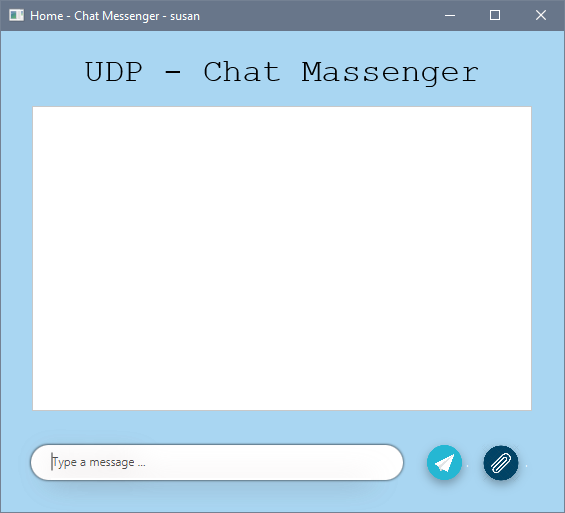 Home - Chat Messenger - susan
UDP - Chat Massenger
Type a message ...